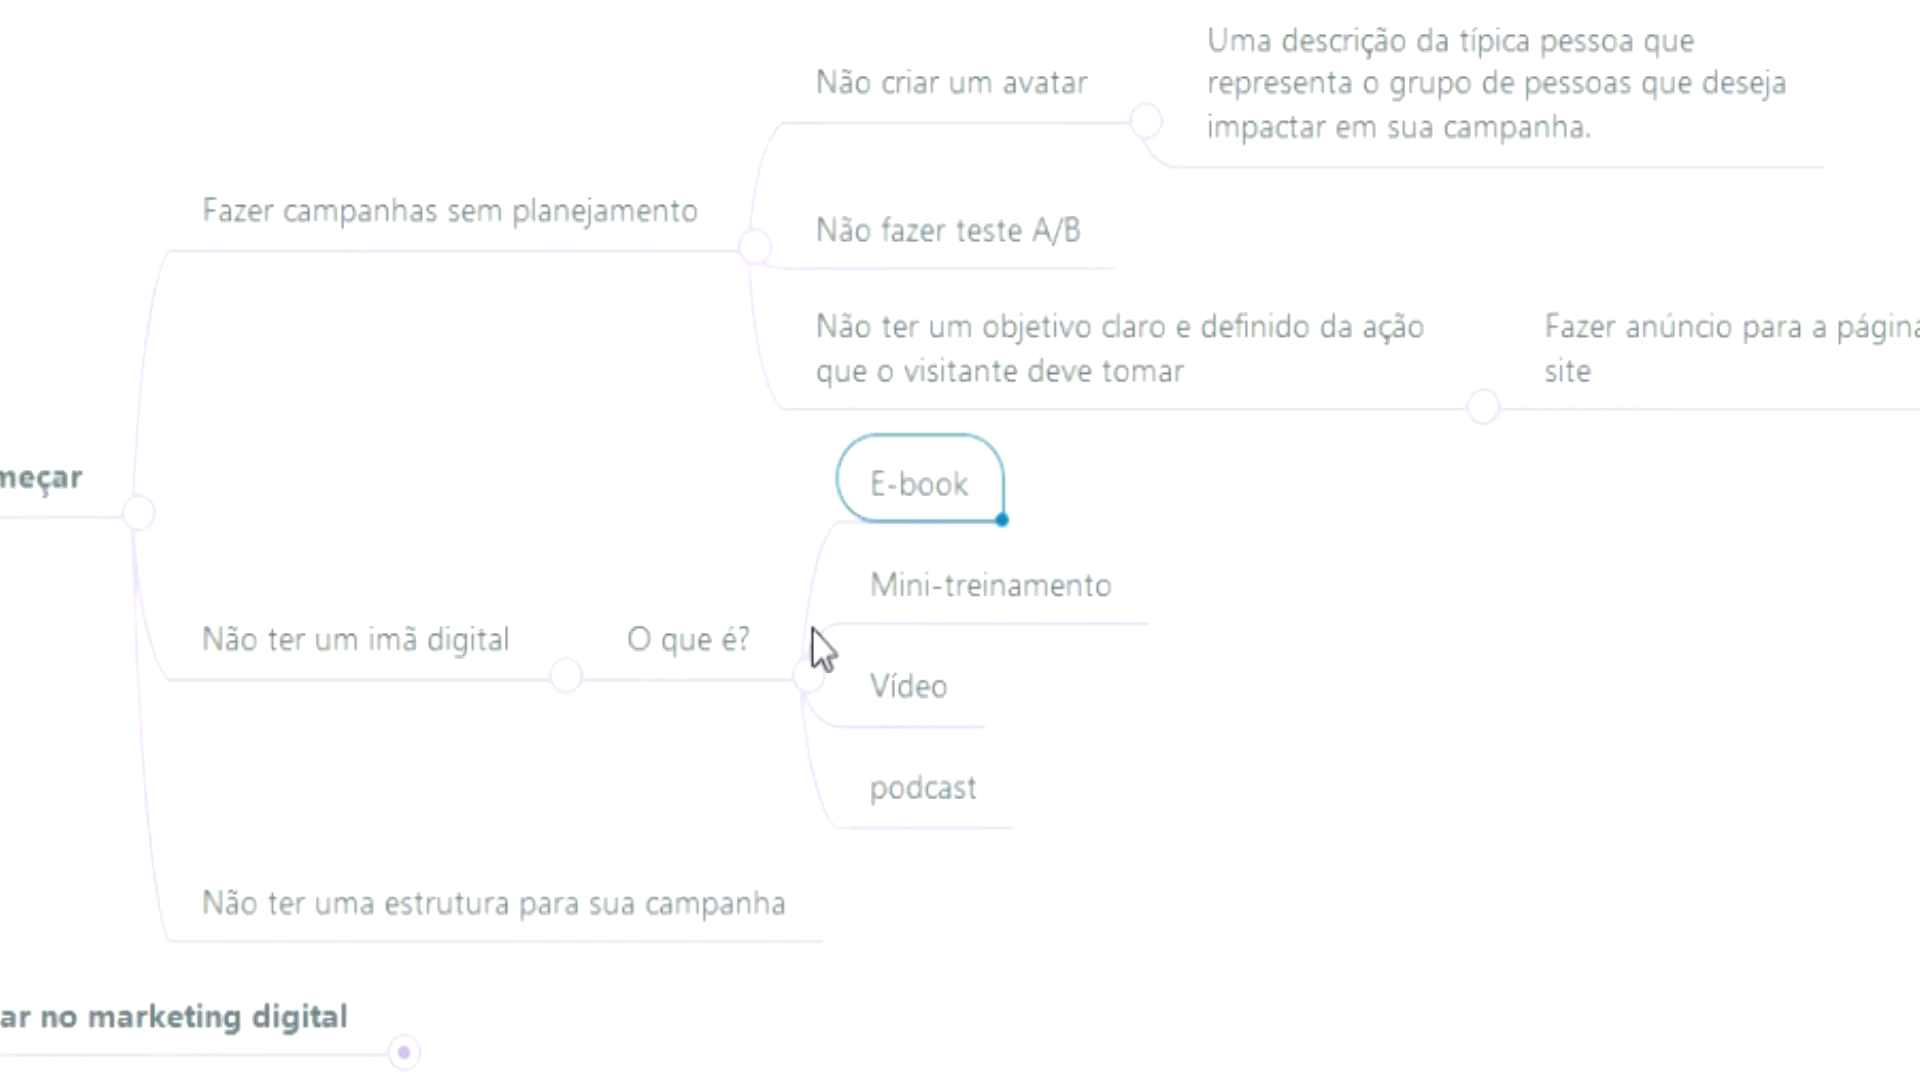 Uma descrição da típica pessoa que
representa o grupo de pessoas que deseja
impactar em sua campanha.
Não criar um avatar
Fazer campanhas sem planejamento
Não fazer teste A/B
Não ter um objetivo claro e definido da ação
que o visitante deve tomar
Fazer anúncio para a página
site
meçar
E-book
Mini-treinamento
Não ter um imã digital
O que é?
Vídeo
podcast
Não ter uma estrutura para sua campanha
ar no marketing digital